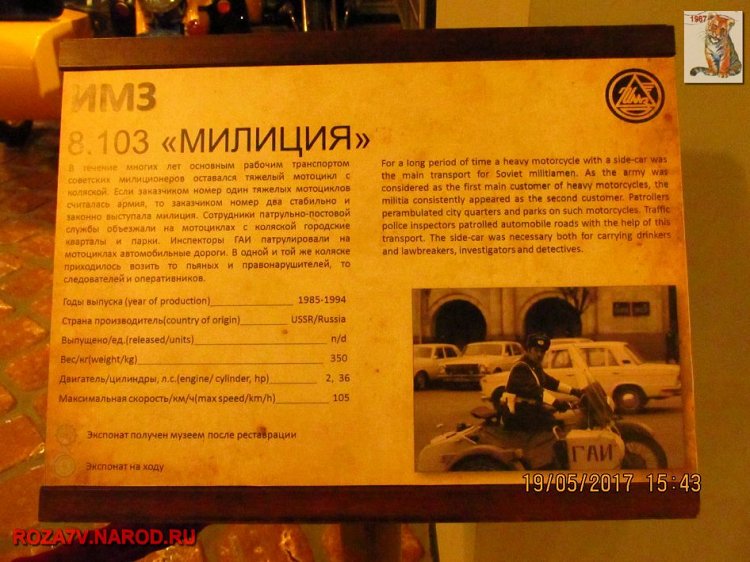 1987
ИМЗ
8.103 «МИЛИЦИЯ»
В течение многих лет основным рабочим транспортом
советских милиционеров оставался тяжелый мотоцикл с
коляской. Если заказчиком номер один тяжелых мотоциклов
считалась армия, то заказчиком номер два стабильно и
законно выступала милиция. Сотрудники патрульно-постовой
службы объезжали на мотоциклах с коляской городские
кварталы и парки. Инспекторы ГАИ патрулировали на
мотоциклах автомобильные дороги. В одной и той же коляске
приходилось возить то пьяных и правонарушителей, то
следователей и оперативников.
For a long period of time a heavy motorcycle with a side-car was
the main transport for Soviet militiamen. As the army was
considered as the first main customer of heavy motorcycles, the
militia consistently appeared as the second customer. Patrollers
perambulated city quarters and parks on such motorcycles. Traffic
police inspectors patrolled automobile roads with the help of this
transport. The side-car was necessary both for carrying drinkers
and lawbreakers, investigators and detectives.
Годы выпуска (year of production) 1985-1994
Страна производитель(country of origin) USSR/Russia
Выпущено/ед.(released/units) n/d
Вес/кг(weight/kg) 350
Двигатель/цилиндры, л.с.(engine/ cylinder, hp) 2, 36
Максимальная скорость/км/ч(max speed/km/h) 105
Экспонат получен музеем после реставрации
Экспонат на ходу
ГАИ
19/05/2017 15:43
ROZA7V.NAROD.RU